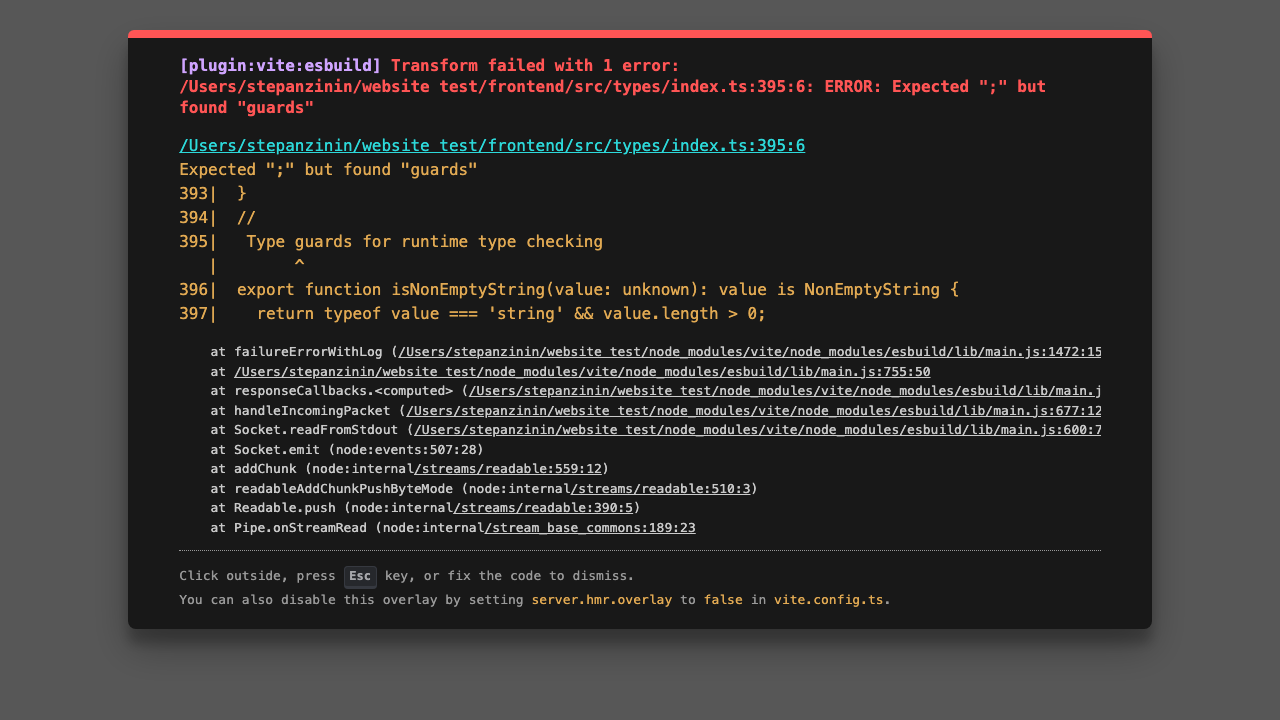 [plugin:vite:esbuild] Transform failed with 1 error:
/Users/stepanzinin/website test/frontend/src/types/index.ts:395:6: ERROR: Expected ";" but
found "guards"
/Users/stepanzinin/website test/frontend/src/types/index.ts:395:6
Expected ";" but found "guards"
393|  }
394|  //
395|   Type guards for runtime type checking
   |        ^
396|  export function isNonEmptyString(value: unknown): value is NonEmptyString {
397|    return typeof value === 'string' && value.length > 0;
at failureErrorWithLog (/Users/stepanzinin/website test/node_modules/vite/node_modules/esbuild/lib/main.js:1472:15
at /Users/stepanzinin/website test/node_modules/vite/node_modules/esbuild/lib/main.js:755:50
at responseCallbacks.<computed> (/Users/stepanzinin/website test/node_modules/vite/node_modules/esbuild/lib/main.j
at handleIncomingPacket (/Users/stepanzinin/website test/node_modules/vite/node_modules/esbuild/lib/main.js:677:12
at Socket.readFromStdout (/Users/stepanzinin/website test/node_modules/vite/node_modules/esbuild/lib/main.js:600:7
at Socket.emit (node:events:507:28)
at addChunk (node:internal/streams/readable:559:12)
at readableAddChunkPushByteMode (node:internal/streams/readable:510:3)
at Readable.push (node:internal/streams/readable:390:5)
at Pipe.onStreamRead (node:internal/stream_base_commons:189:23
Click outside, press Esc key, or fix the code to dismiss.
You can also disable this overlay by setting server.hmr.overlay to false in vite.config.ts.